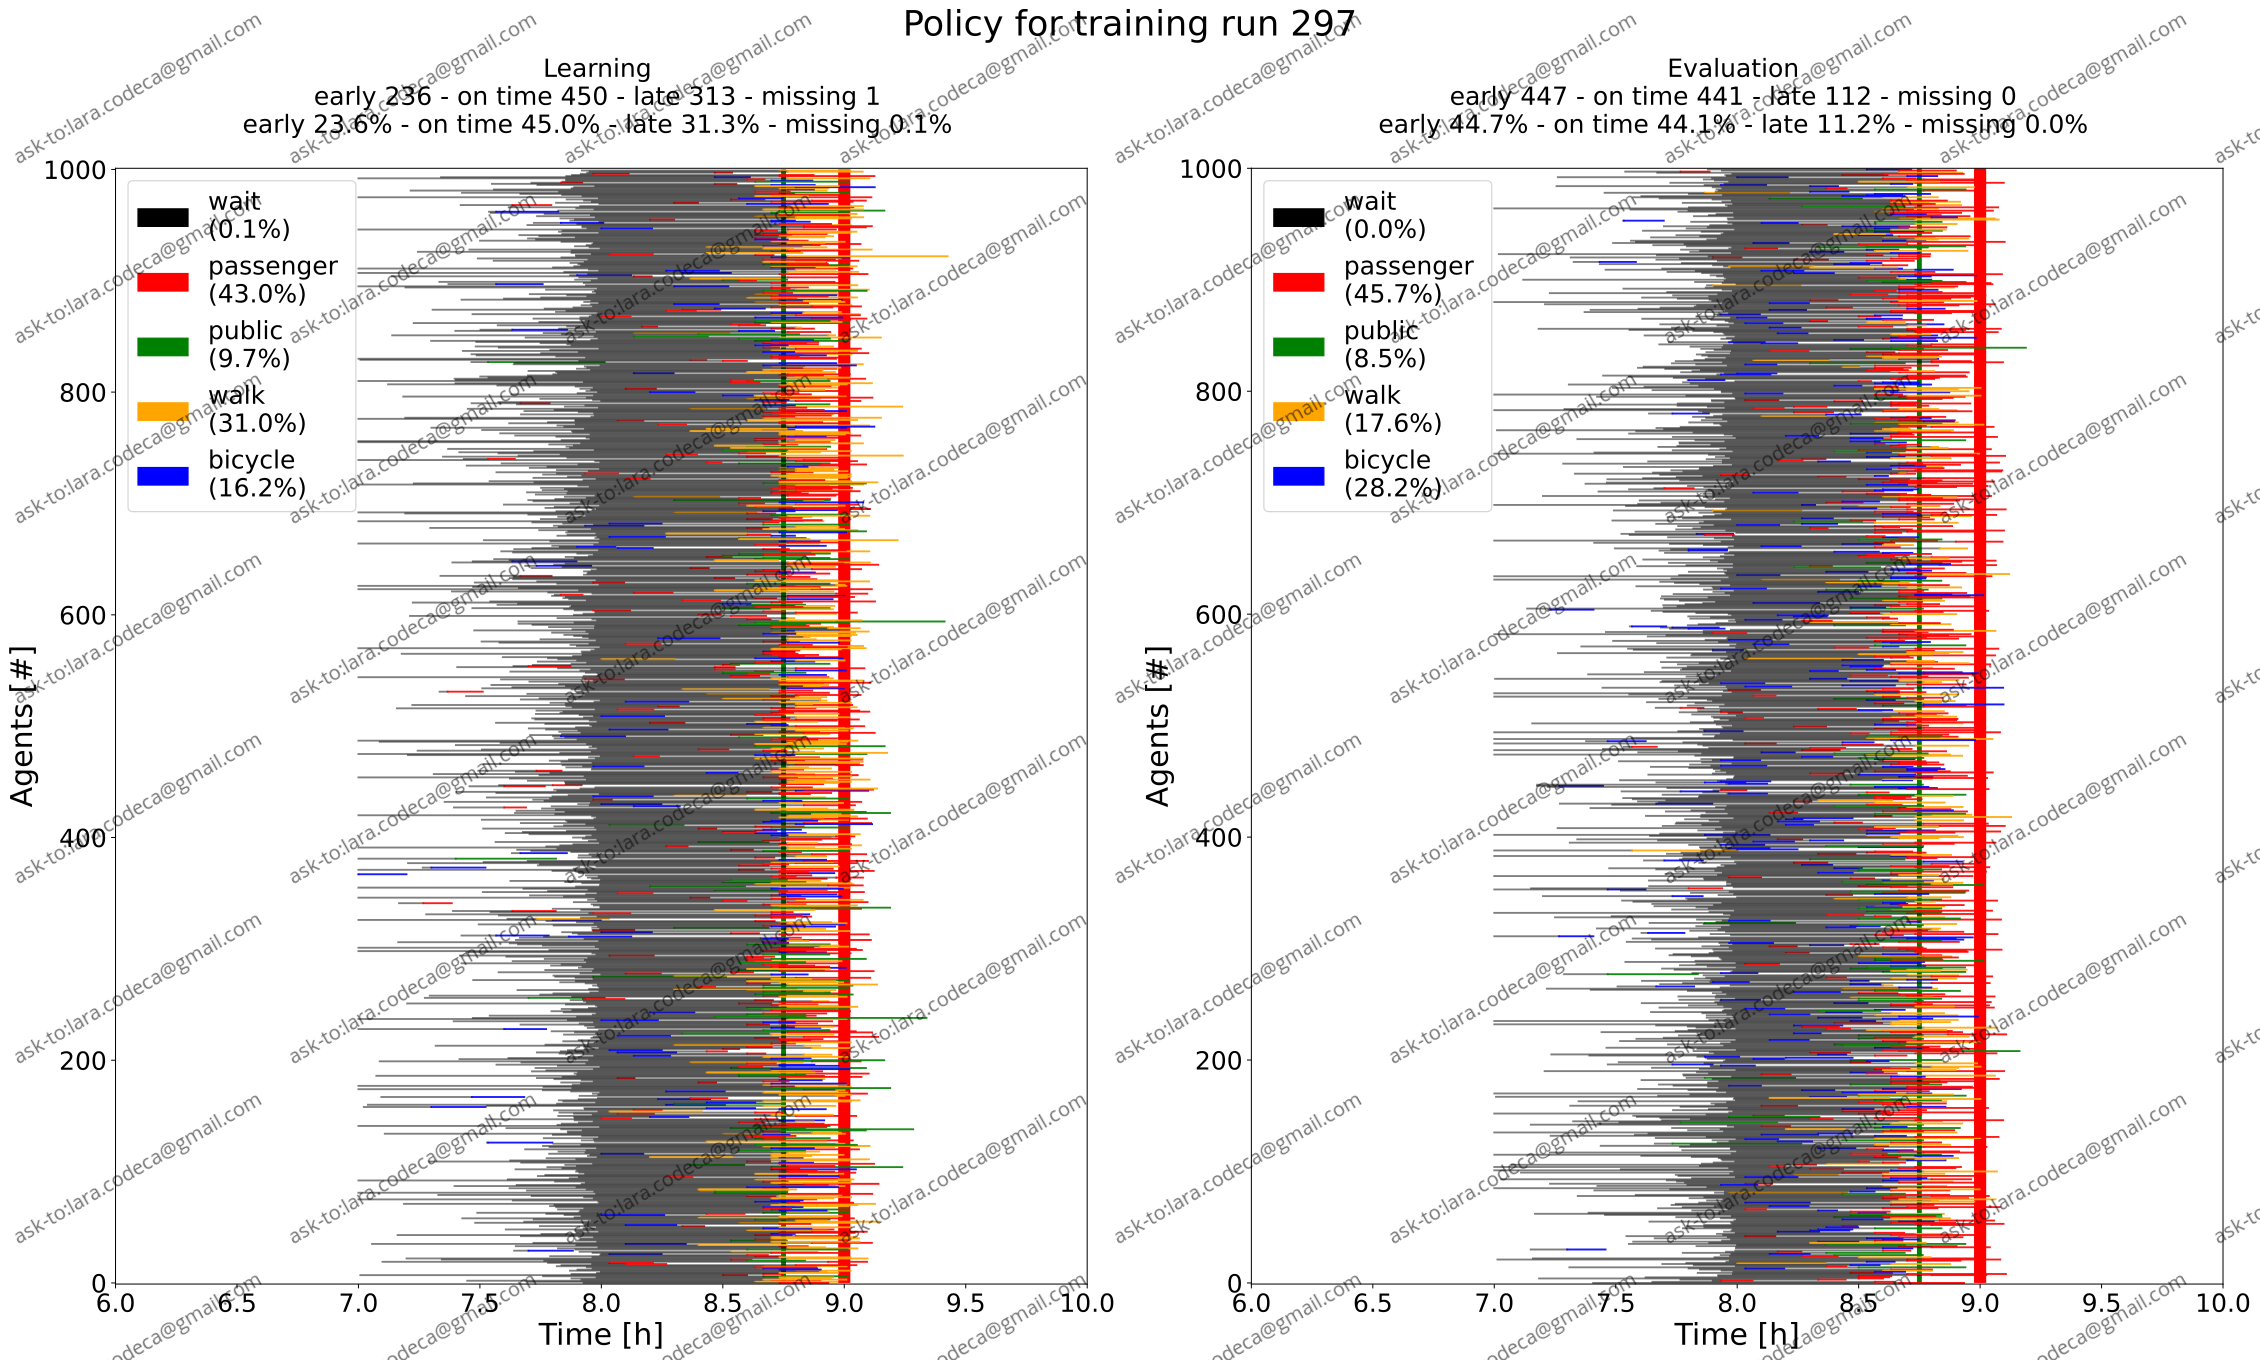 Policy for training run 297
Learning
early 236 - on time 450 - late 313 - missing 1
early 23.6% - on time 45.0% - late 31.3% - missing 0.1%
Evaluation
early 447 - on time 441 - late 112 - missing 0
early 44.7% - on time 44.1% - late 11.2% - missing 0.0%
wait
(0.1%)
passenger
(43.0%)
public
(9.7%)
walk
(31.0%)
bicycle
(16.2%)
Agents [#]
1000
800
600
400
200
0
6.0 6.5 7.0 7.5 8.0 8.5 9.0 9.5 10.0
Time [h]
wait
(0.0%)
passenger
(45.7%)
public
(8.5%)
walk
(17.6%)
bicycle
(28.2%)
Agents [#]
1000
800
600
400
200
0
6.0 6.5 7.0 7.5 8.0 8.5 9.0 9.5 10.0
Time [h]
ask-to:lara.codeca@gmail.com